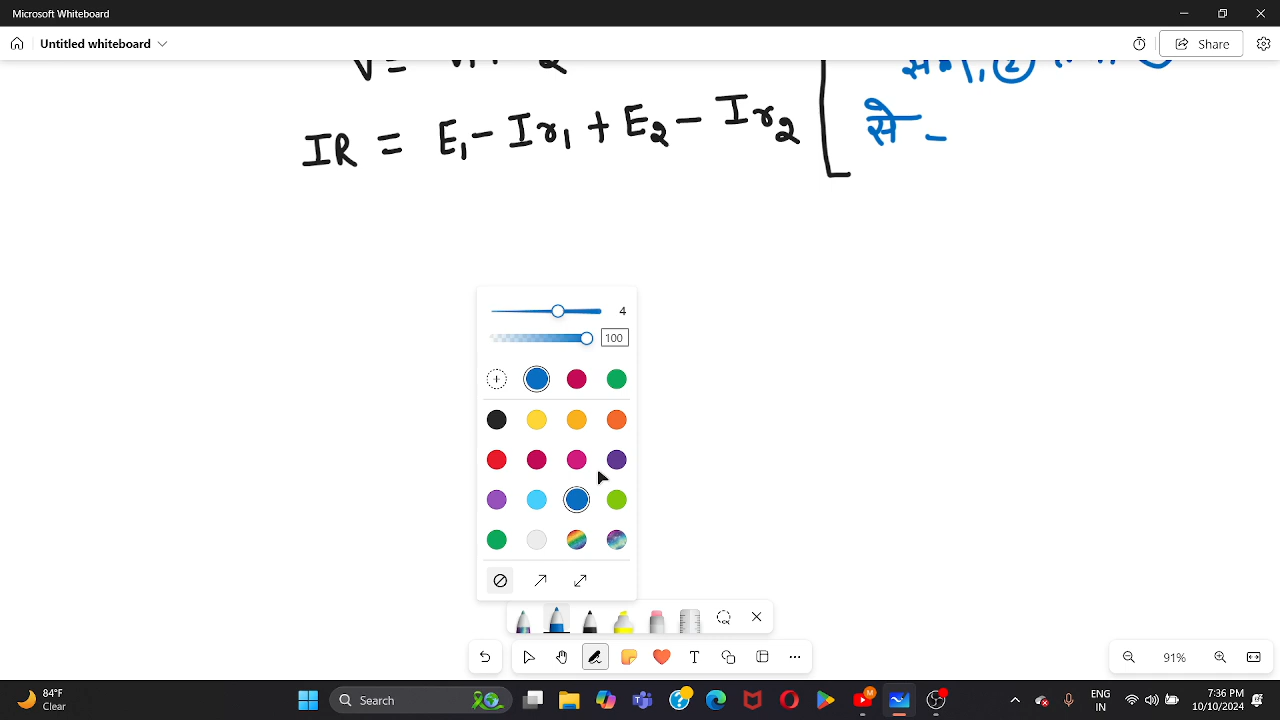 Microsoft Whiteboard
Untitled whiteboard
Share
IR = E₁ - Ir₁ + E₂ - Ir₂
से -
4
100
91%
84°F
Clear
Search
M
ENG
IN
7:36 PM
10/10/2024